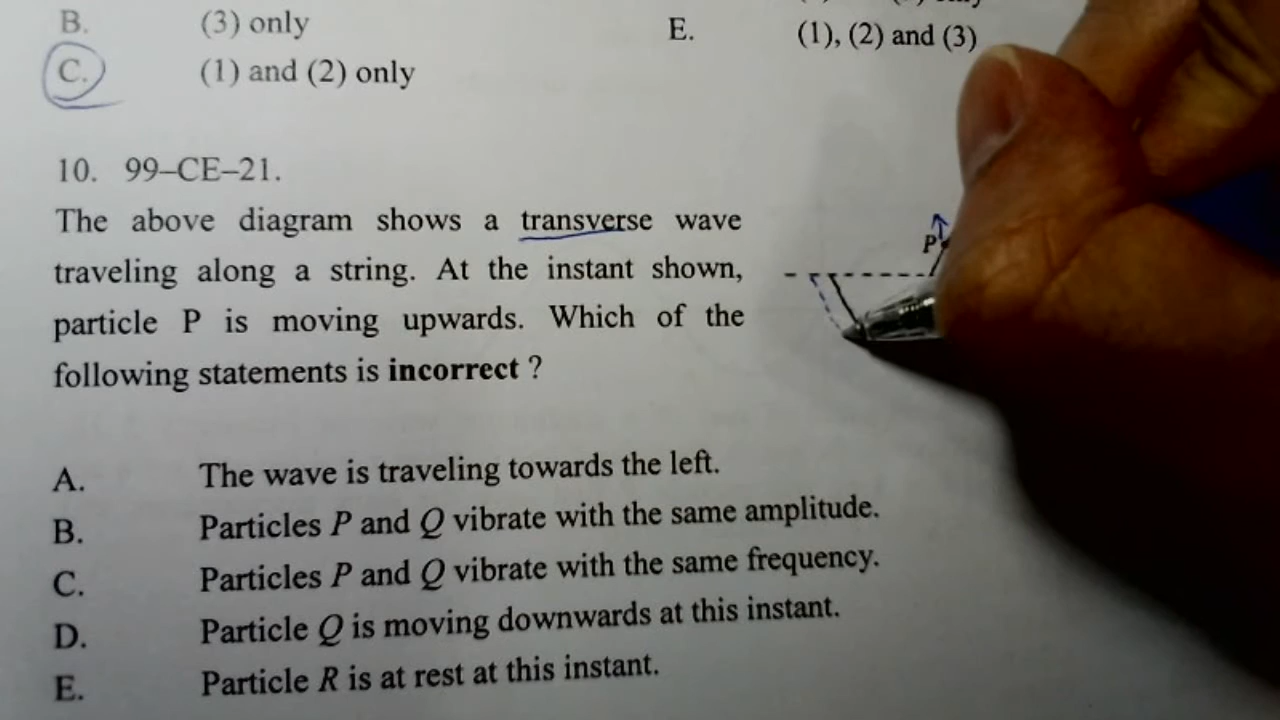 B. (3) only
E. (1), (2) and (3)
C. (1) and (2) only
10. 99–CE–21.
The above diagram shows a transverse wave
traveling along a string. At the instant shown,
particle P is moving upwards. Which of the
following statements is incorrect ?
P
A. The wave is traveling towards the left.
B. Particles P and Q vibrate with the same amplitude.
C. Particles P and Q vibrate with the same frequency.
D. Particle Q is moving downwards at this instant.
E. Particle R is at rest at this instant.